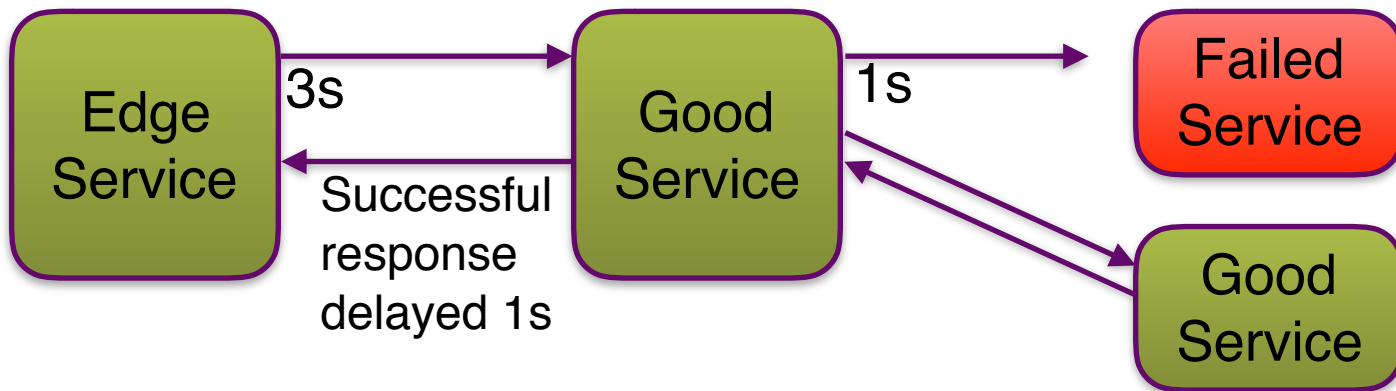 Edge
Service
3s
Successful
response
delayed 1s
Good
Service
1s
Failed
Service
Good
Service